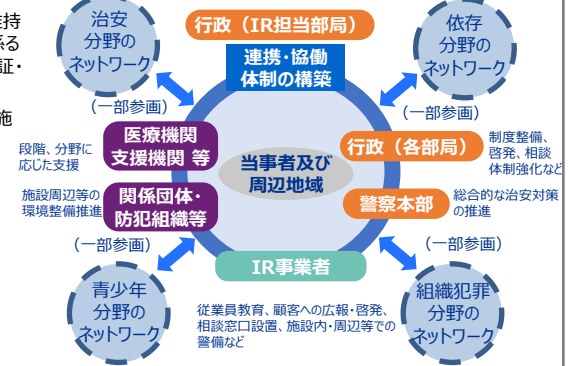 持
係る
証・
施
治安
分野の
ネットワーク
行政（IR担当部局）
連携・協働
体制の構築
依存
分野の
ネットワーク
（一部参画）
（一部参画）
医療機関
支援機関 等
段階、分野に
応じた支援
当事者及び
周辺地域
行政（各部局）
制度整備、
啓発、相談
体制強化など
施設周辺等の
環境整備推進
関係団体・
防犯組織等
警察本部
総合的な治安対策
の推進
（一部参画）
（一部参画）
IR事業者
青少年
分野の
ネットワーク
従業員教育、顧客への広報・啓発、
相談窓口設置、施設内・周辺等での
警備など
組織犯罪
分野の
ネットワーク